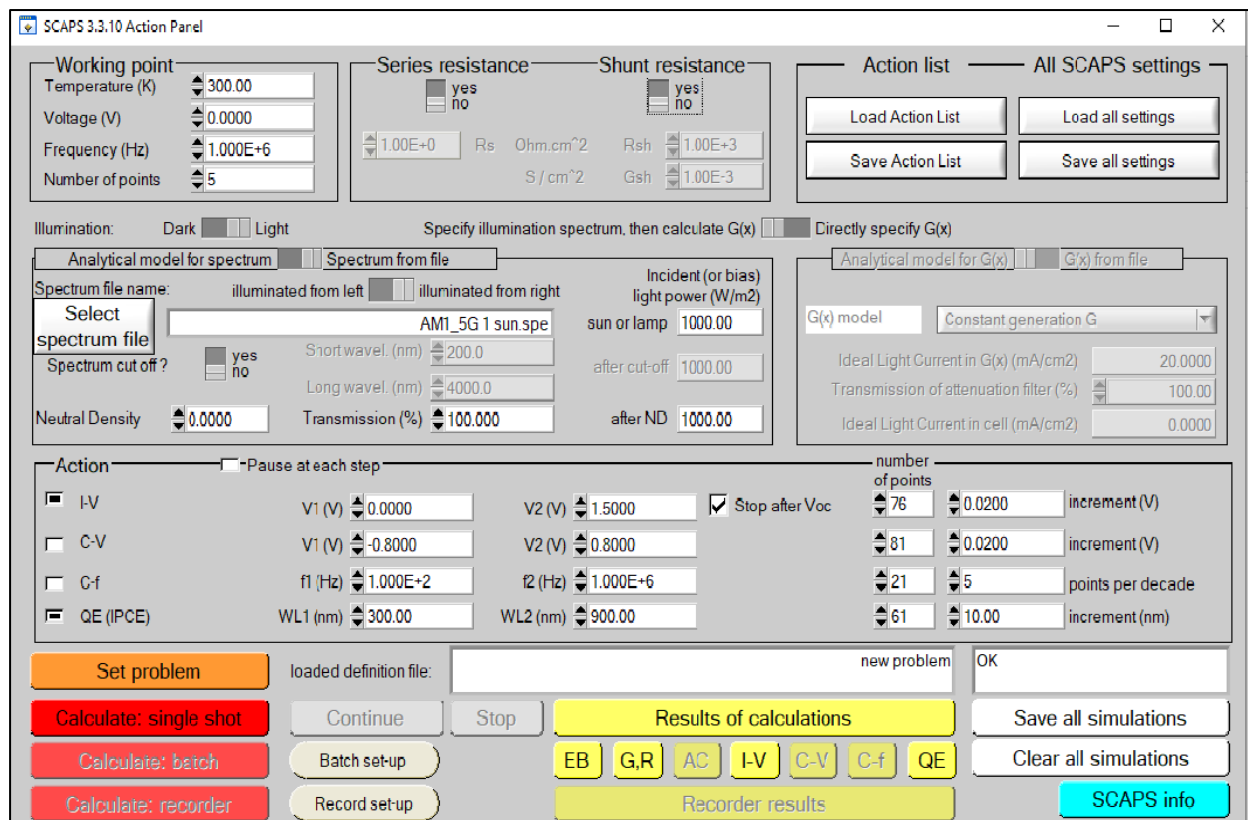 SCAPS 3.3.10 Action Panel
Working point
Temperature (K) 300.00
Voltage (V) 0.0000
Frequency (Hz) 1.000E+6
Number of points 5
Series resistance
yes
no
Shunt resistance
yes
no
1.00E+0 Rs Ohm.cm^2 Rsh 1.00E+3
S / cm^2 Gsh 1.00E-3
Action list
All SCAPS settings
Load Action List
Load all settings
Save Action List
Save all settings
Illumination: Dark Light
Specify illumination spectrum, then calculate G(x) Directly specify G(x)
Analytical model for spectrum Spectrum from file
Spectrum file name: illuminated from left illuminated from right
Incident (or bias)
light power (W/m2)
Select
spectrum file
AM1_5G 1 sun.spe
sun or lamp 1000.00
Spectrum cut off ? yes
no
Short wavel. (nm) 200.0
after cut-off 1000.00
Long wavel. (nm) 4000.0
Neutral Density 0.0000
Transmission (%) 100.000
after ND 1000.00
Analytical model for G(x) G(x) from file
G(x) model Constant generation G
Ideal Light Current in G(x) (mA/cm2) 20.0000
Transmission of attenuation filter (%) 100.00
Ideal Light Current in cell (mA/cm2) 0.0000
Action
Pause at each step
number
of points
I-V V1 (V) 0.0000 V2 (V) 1.5000 Stop after Voc 76 0.0200 increment (V)
C-V V1 (V) -0.8000 V2 (V) 0.8000 81 0.0200 increment (V)
C-f f1 (Hz) 1.000E+2 f2 (Hz) 1.000E+6 21 5 points per decade
QE (IPCE) WL1 (nm) 300.00 WL2 (nm) 900.00 61 10.00 increment (nm)
Set problem
loaded definition file:
new problem
OK
Calculate: single shot
Continue
Stop
Results of calculations
Save all simulations
Calculate: batch
Batch set-up
EB G,R AC I-V C-V C-f QE
Clear all simulations
Calculate: recorder
Record set-up
Recorder results
SCAPS info